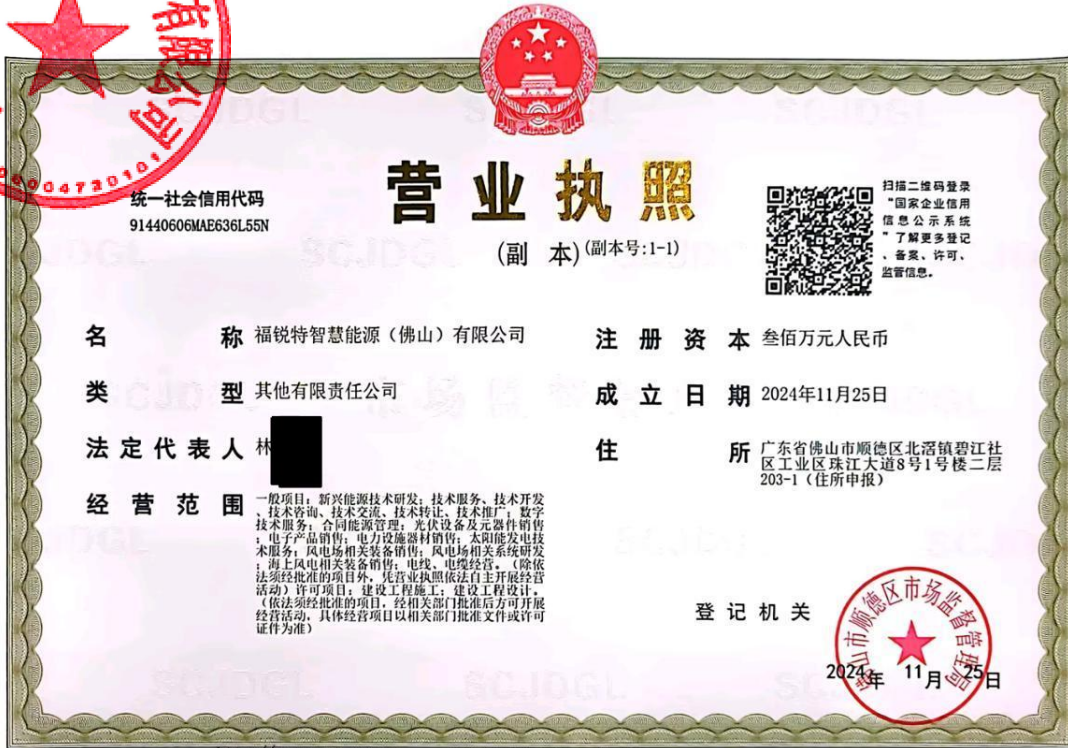 有限公司
统一社会信用代码
91440606MAE636L55N
营业执照
(副 本)(副本号:1-1)
扫描二维码登录
“国家企业信用
信息公示系统
”了解更多登记
、备案、许可、
监管信息。
名称 福锐特智慧能源（佛山）有限公司
类型 其他有限责任公司
法定代表人 林
经营范围 一般项目：新兴能源技术研发；技术服务、技术开发
、技术咨询、技术交流、技术转让、技术推广；数字
技术服务；合同能源管理；光伏设备及元器件销售
；电子产品销售；电力设施器材销售；太阳能发电技
术服务；风电场相关装备销售；风电场相关系统研发
；海上风电相关装备销售；电线、电缆经营。（除依
法须经批准的项目外，凭营业执照依法自主开展经营
活动）许可项目：建设工程施工；建设工程设计。
（依法须经批准的项目，经相关部门批准后方可开展
经营活动，具体经营项目以相关部门批准文件或许可
证件为准）
注册资本 叁佰万元人民币
成立日期 2024年11月25日
住所 广东省佛山市顺德区北滘镇碧江社
区工业区珠江大道8号1号楼二层
203-1（住所申报）
登记机关
佛山市顺德区市场监督管理局
2024年 11月25日
SCJDGL